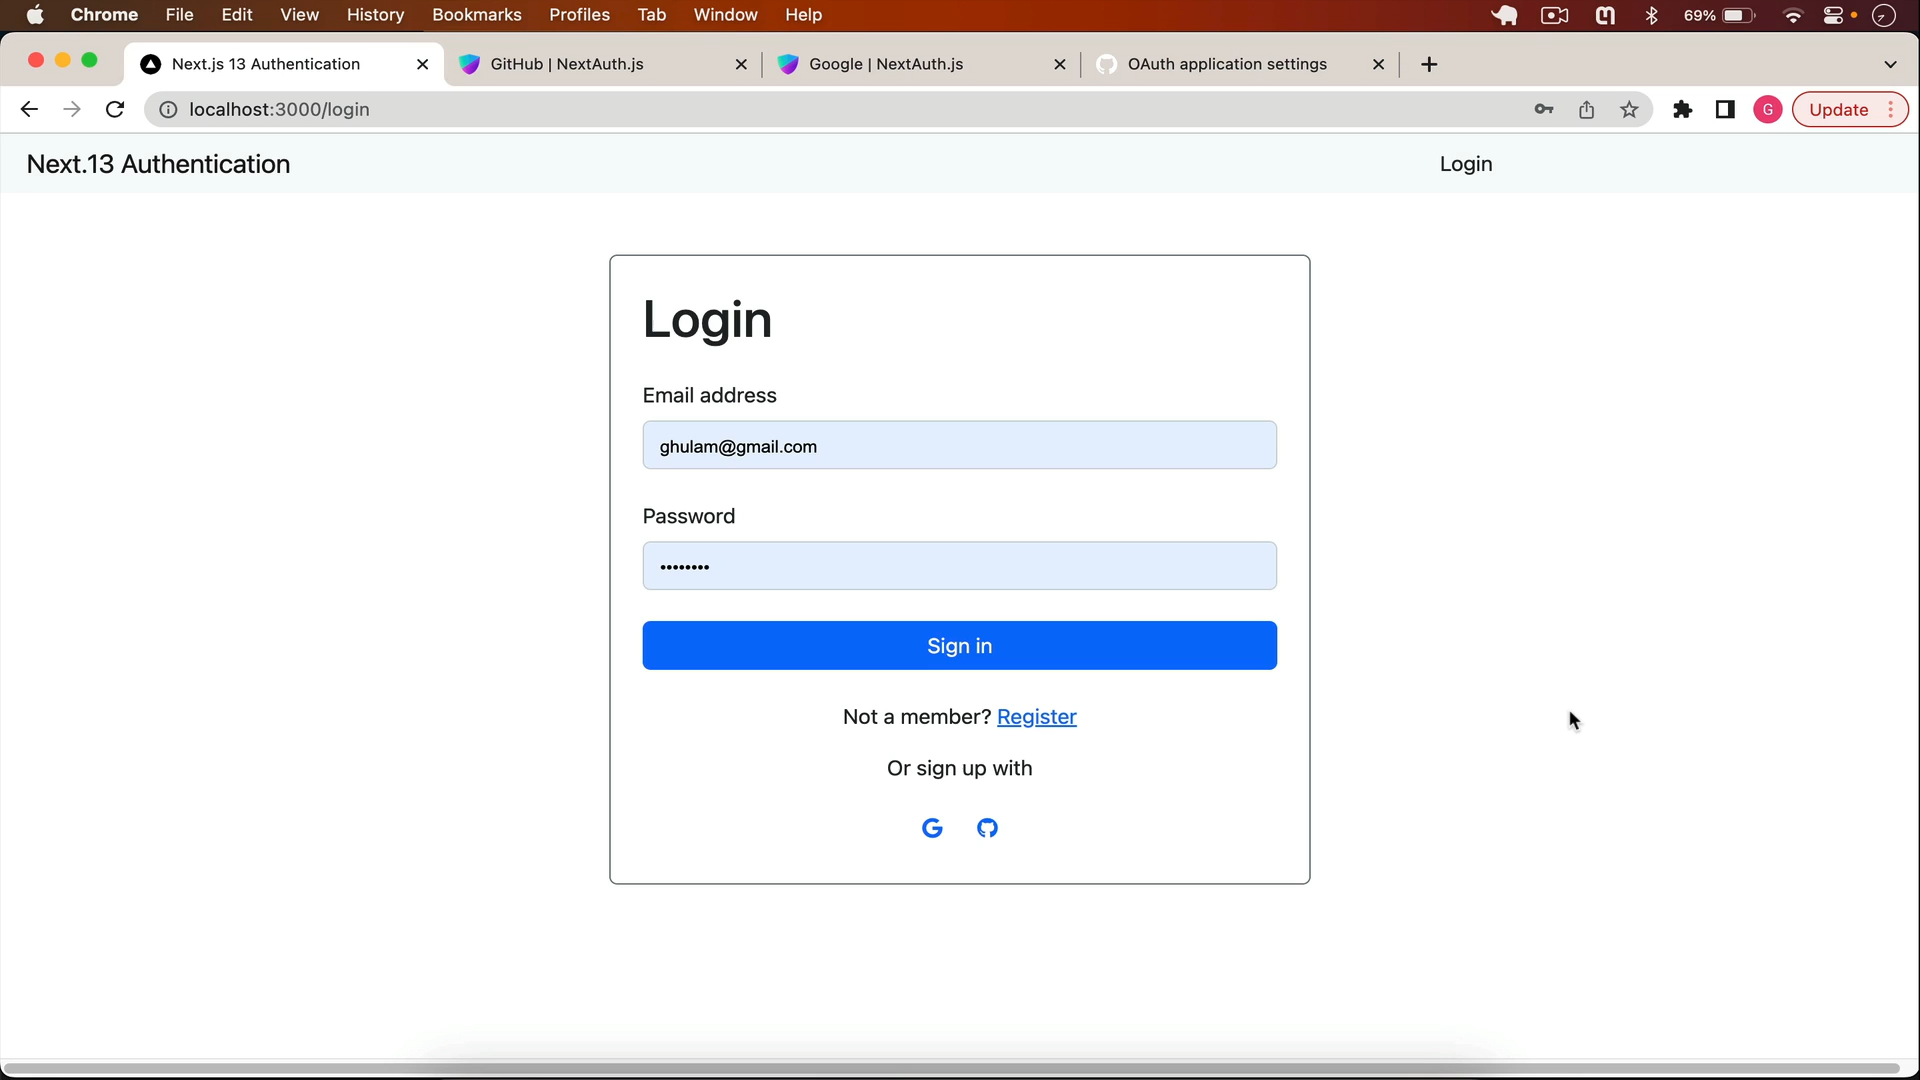 Chrome File Edit View History Bookmarks Profiles Tab Window Help 69%
Next.js 13 Authentication GitHub | NextAuth.js Google | NextAuth.js OAuth application settings
localhost:3000/login G Update
Next.13 Authentication Login
Login
Email address
ghulam@gmail.com
Password
••••••••
Sign in
Not a member? Register
Or sign up with